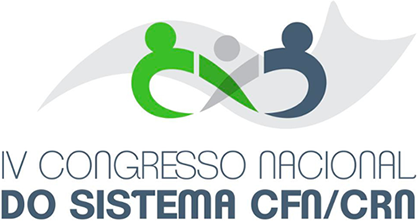 IV CONGRESSO NACIONAL
DO SISTEMA CFN/CRN